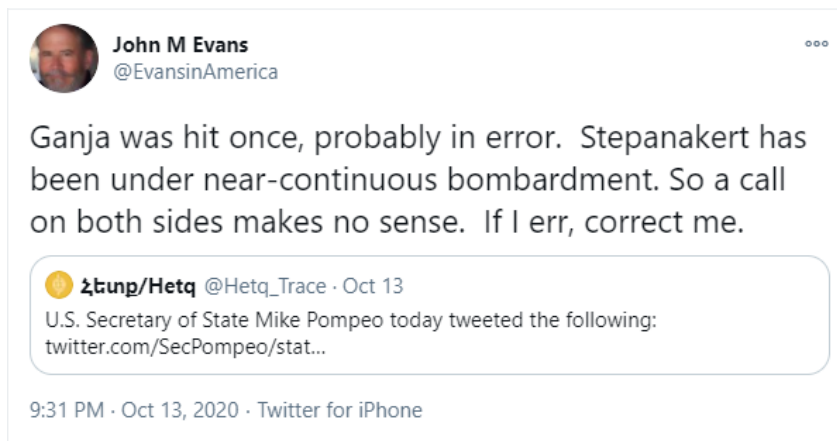 John M Evans
@EvansinAmerica
Ganja was hit once, probably in error.  Stepanakert has
been under near-continuous bombardment. So a call
on both sides makes no sense.  If I err, correct me.
Հետք/Hetq @Hetq_Trace · Oct 13
U.S. Secretary of State Mike Pompeo today tweeted the following:
twitter.com/SecPompeo/stat...
9:31 PM · Oct 13, 2020 · Twitter for iPhone